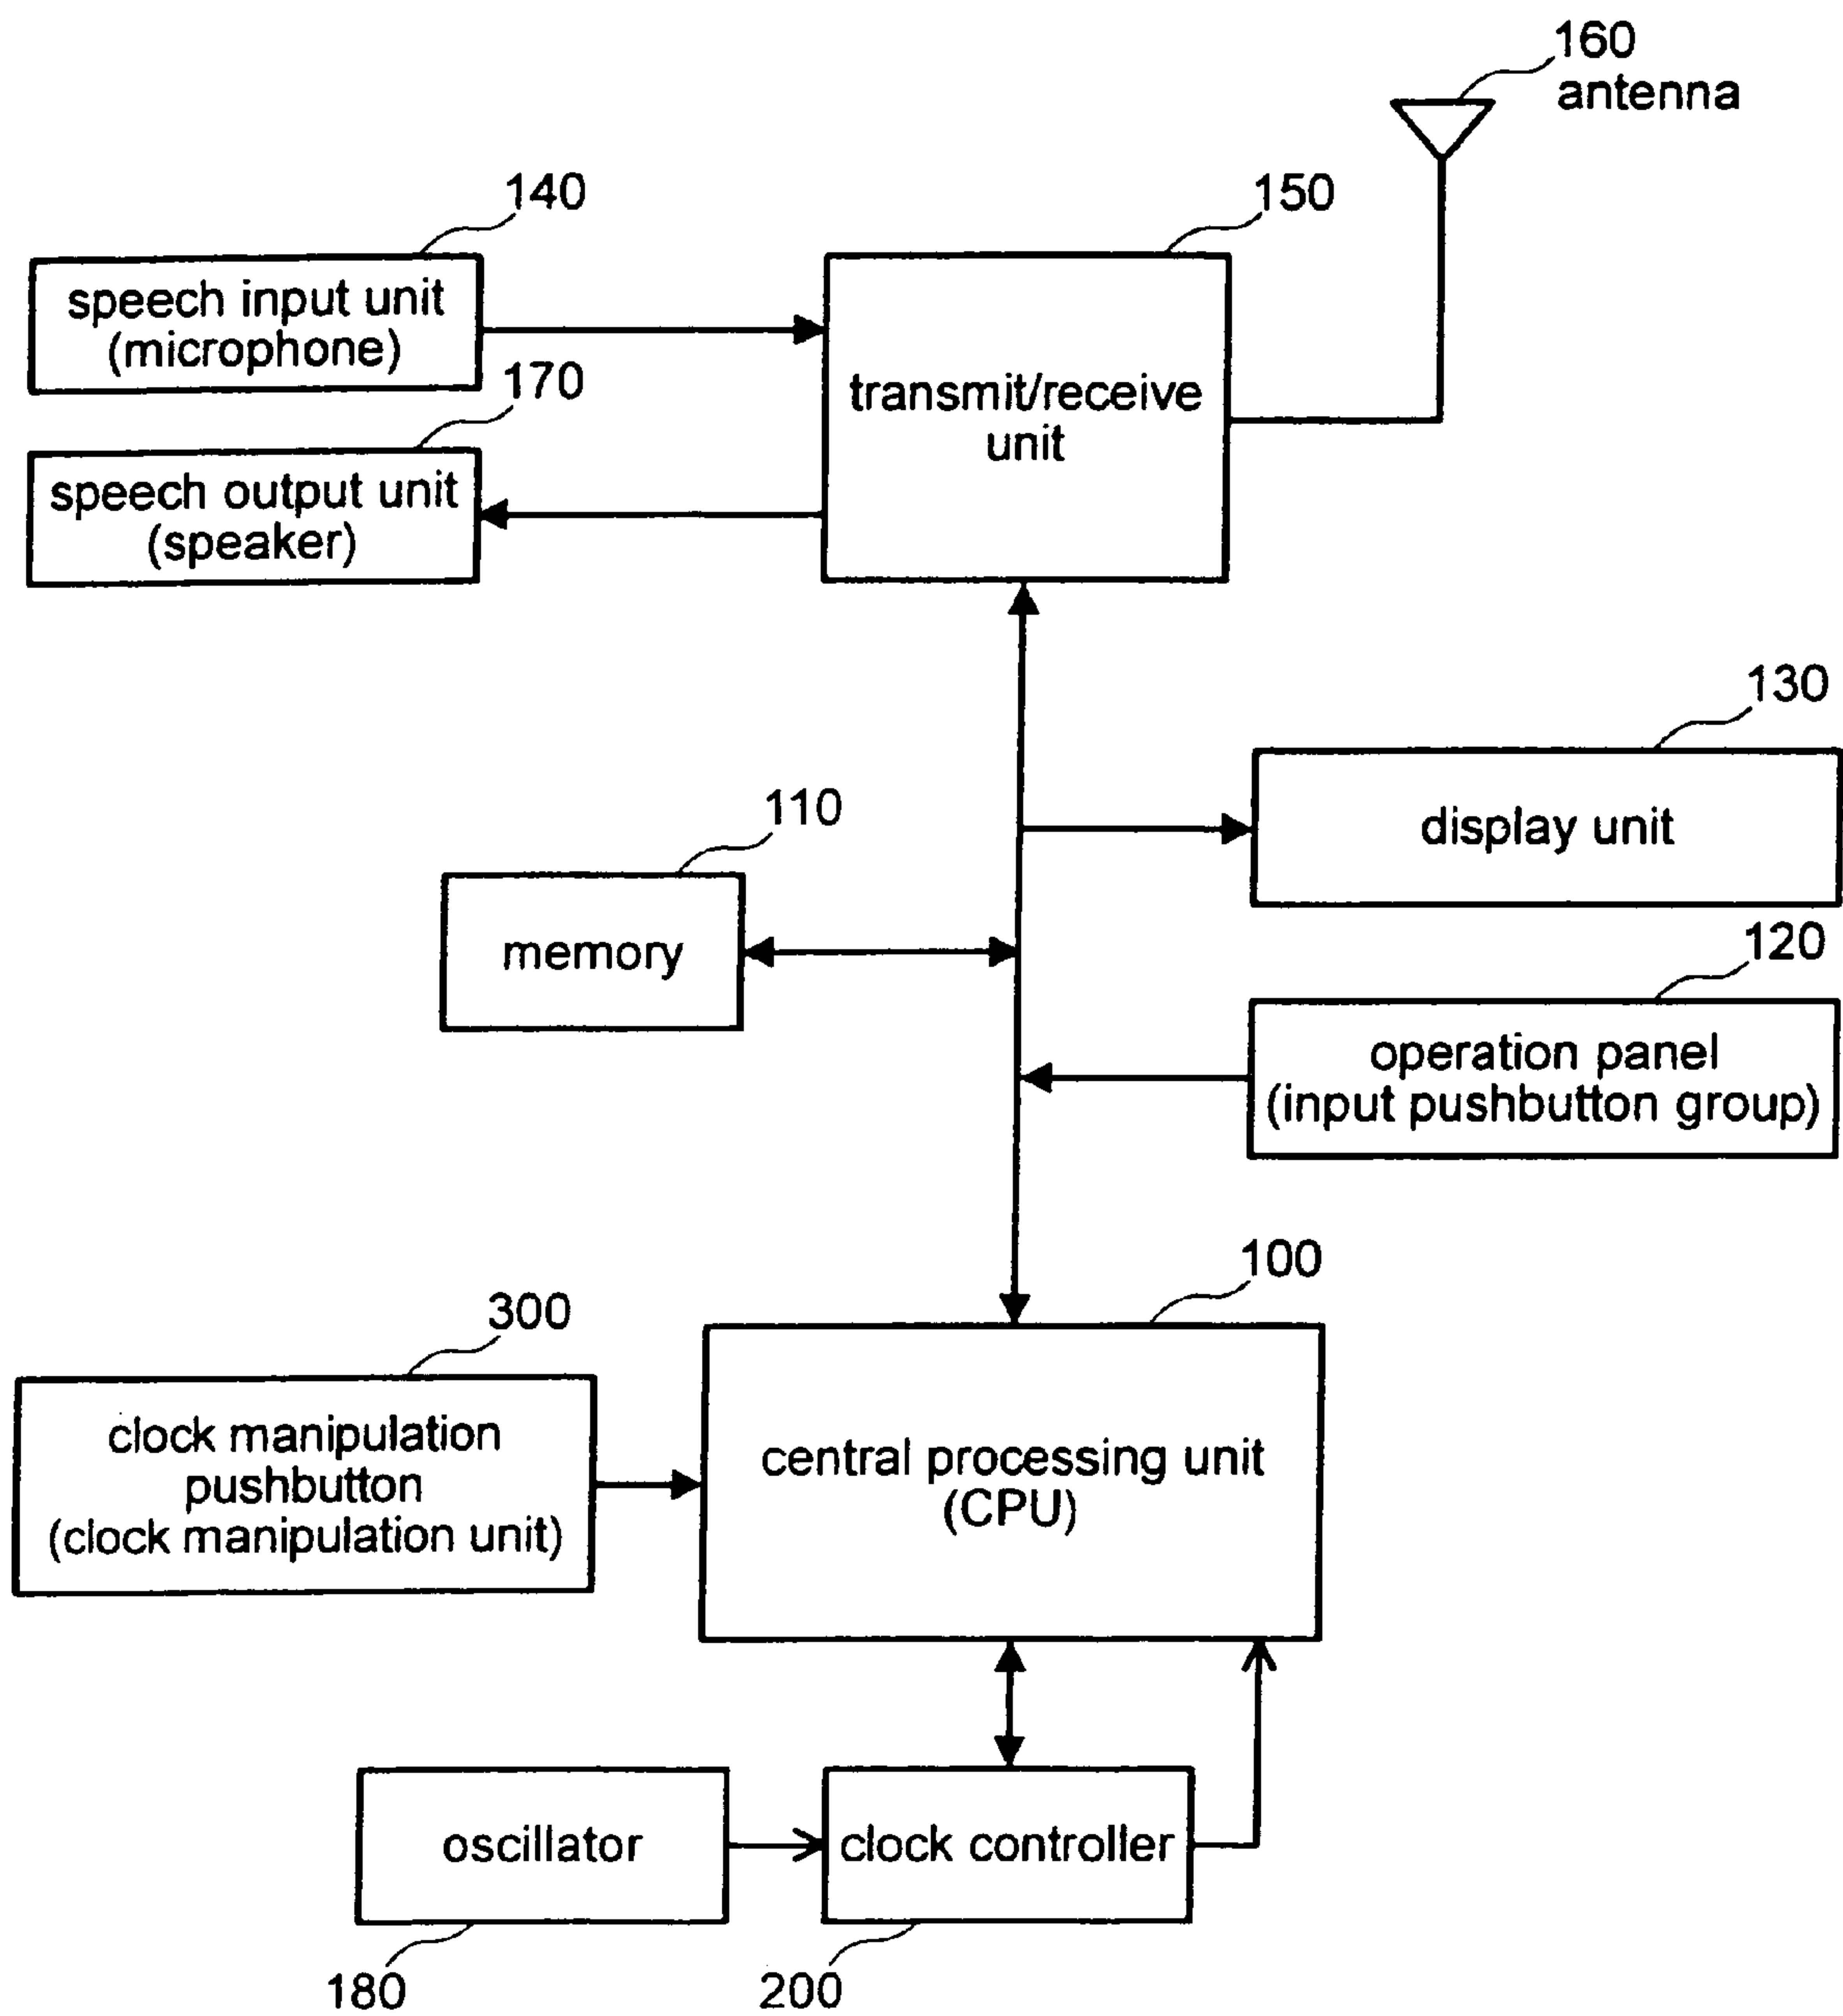 160
antenna
140
150
speech input unit
(microphone)
170
transmit/receive
unit
speech output unit
(speaker)
130
display unit
110
memory
120
operation panel
(input pushbutton group)
100
300
clock manipulation
pushbutton
(clock manipulation unit)
central processing unit
(CPU)
oscillator
clock controller
180
200